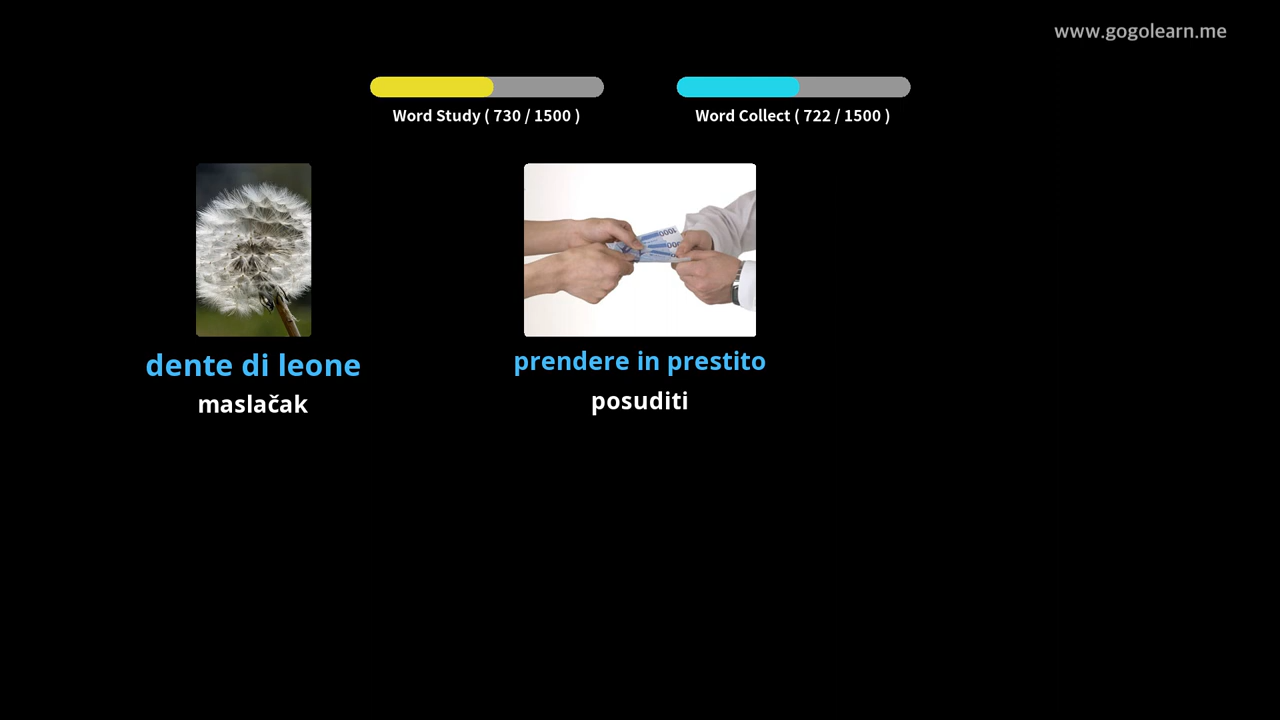 www.gogolearn.me
Word Study ( 730 / 1500 )
Word Collect ( 722 / 1500 )
dente di leone
maslačak
prendere in prestito
posuditi